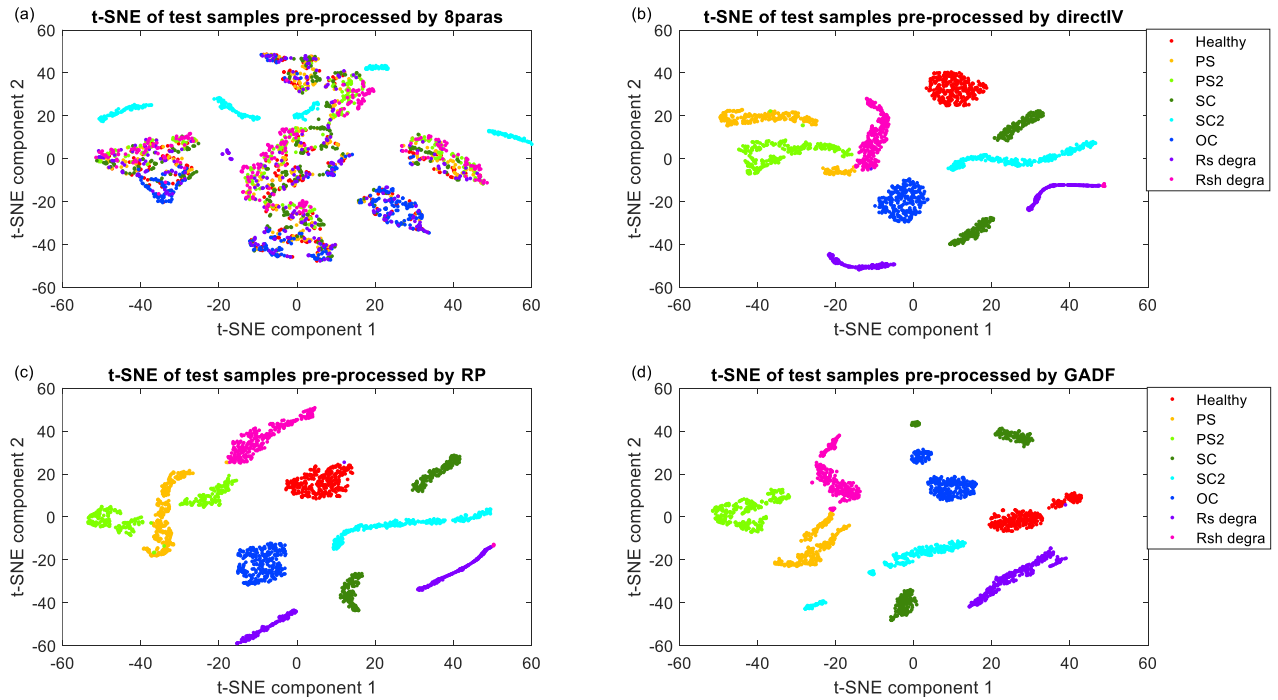 (a)
t-SNE of test samples pre-processed by 8paras
t-SNE component 2
60
40
20
0
-20
-40
-60
-60 -40 -20 0 20 40 60
t-SNE component 1
(b)
t-SNE of test samples pre-processed by directIV
t-SNE component 2
60
40
20
0
-20
-40
-60
-60 -40 -20 0 20 40 60
t-SNE component 1
Healthy
PS
PS2
SC
SC2
OC
Rs degra
Rsh degra
(c)
t-SNE of test samples pre-processed by RP
t-SNE component 2
60
40
20
0
-20
-40
-60
-60 -40 -20 0 20 40 60
t-SNE component 1
(d)
t-SNE of test samples pre-processed by GADF
t-SNE component 2
60
40
20
0
-20
-40
-60
-60 -40 -20 0 20 40 60
t-SNE component 1
Healthy
PS
PS2
SC
SC2
OC
Rs degra
Rsh degra